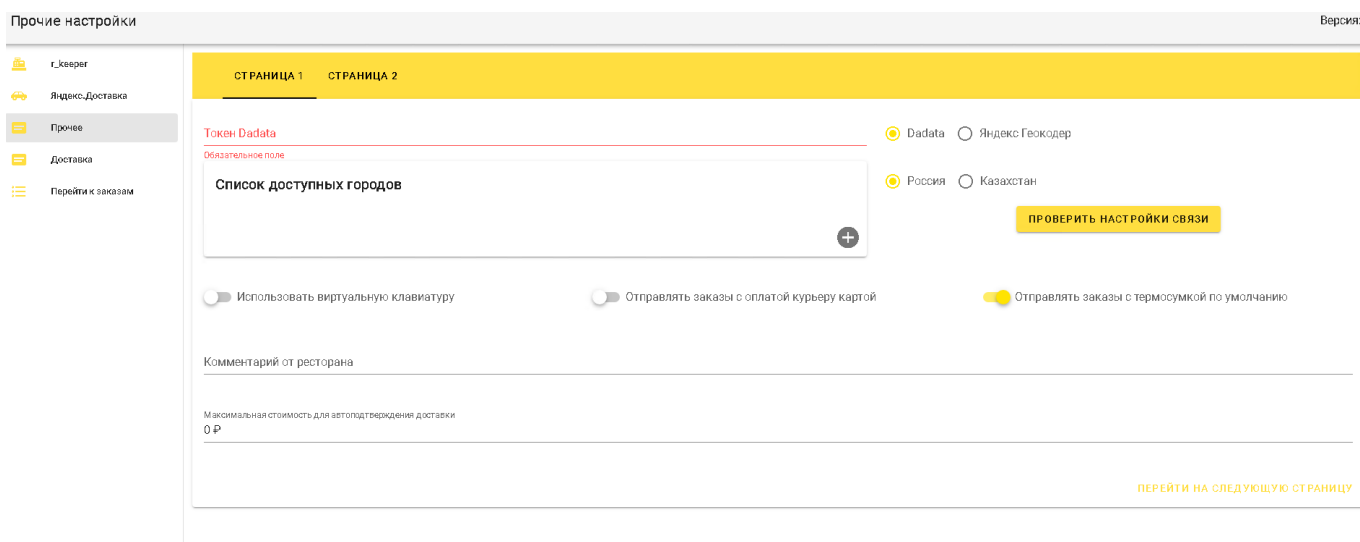 Прочие настройки
Версия:
r_keeper
Яндекс.Доставка
Прочее
Доставка
Перейти к заказам
СТРАНИЦА 1 СТРАНИЦА 2
Токен Dadata
Обязательное поле
Dadata Яндекс Геокодер
Список доступных городов
Россия Казахстан
ПРОВЕРИТЬ НАСТРОЙКИ СВЯЗИ
Использовать виртуальную клавиатуру
Отправлять заказы с оплатой курьеру картой
Отправлять заказы с термосумкой по умолчанию
Комментарий от ресторана
Максимальная стоимость для автоподтверждения доставки
0 ₽
ПЕРЕЙТИ НА СЛЕДУЮЩУЮ СТРАНИЦУ